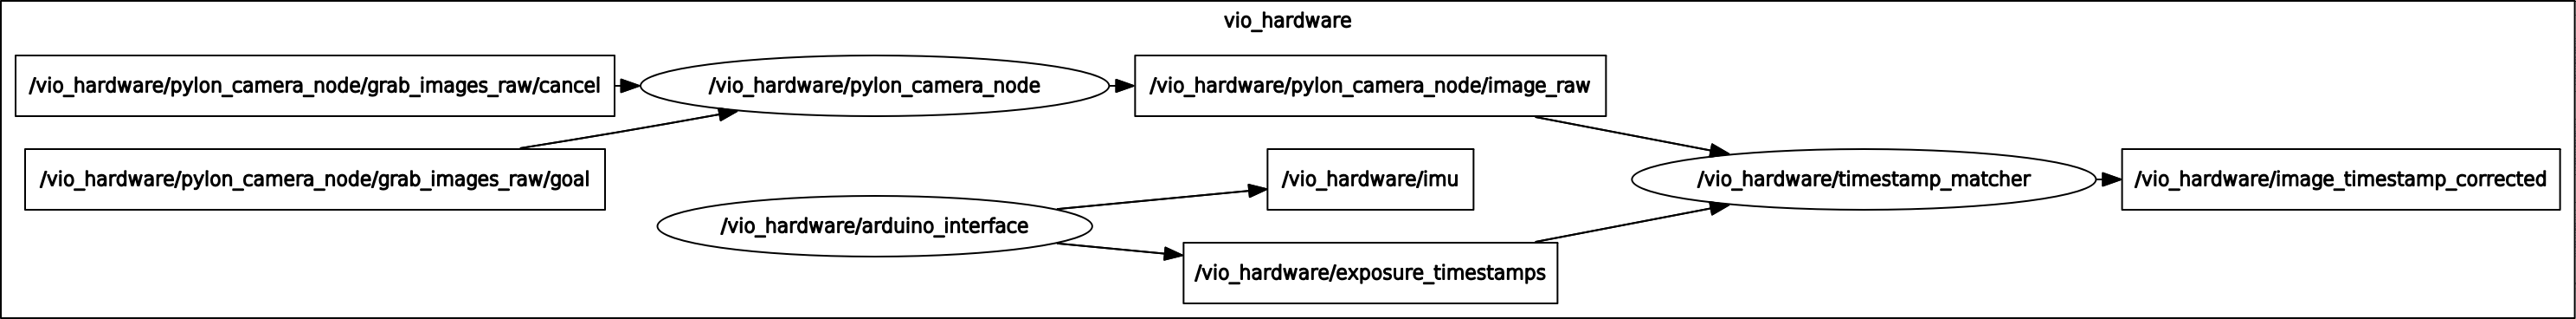 vio_hardware
/vio_hardware/pylon_camera_node/grab_images_raw/cancel
/vio_hardware/pylon_camera_node
/vio_hardware/pylon_camera_node/image_raw
/vio_hardware/pylon_camera_node/grab_images_raw/goal
/vio_hardware/imu
/vio_hardware/timestamp_matcher
/vio_hardware/image_timestamp_corrected
/vio_hardware/arduino_interface
/vio_hardware/exposure_timestamps